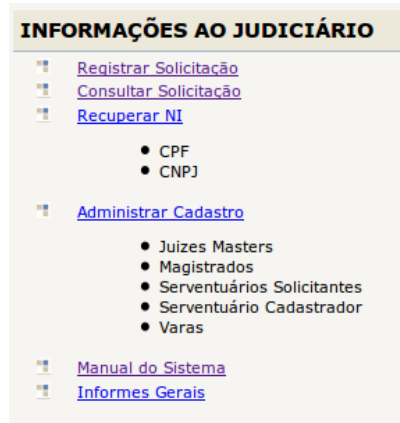 INFORMAÇÕES AO JUDICIÁRIO
Registrar Solicitação
Consultar Solicitação
Recuperar NI
CPF
CNPJ
Administrar Cadastro
Juizes Masters
Magistrados
Serventuários Solicitantes
Serventuário Cadastrador
Varas
Manual do Sistema
Informes Gerais